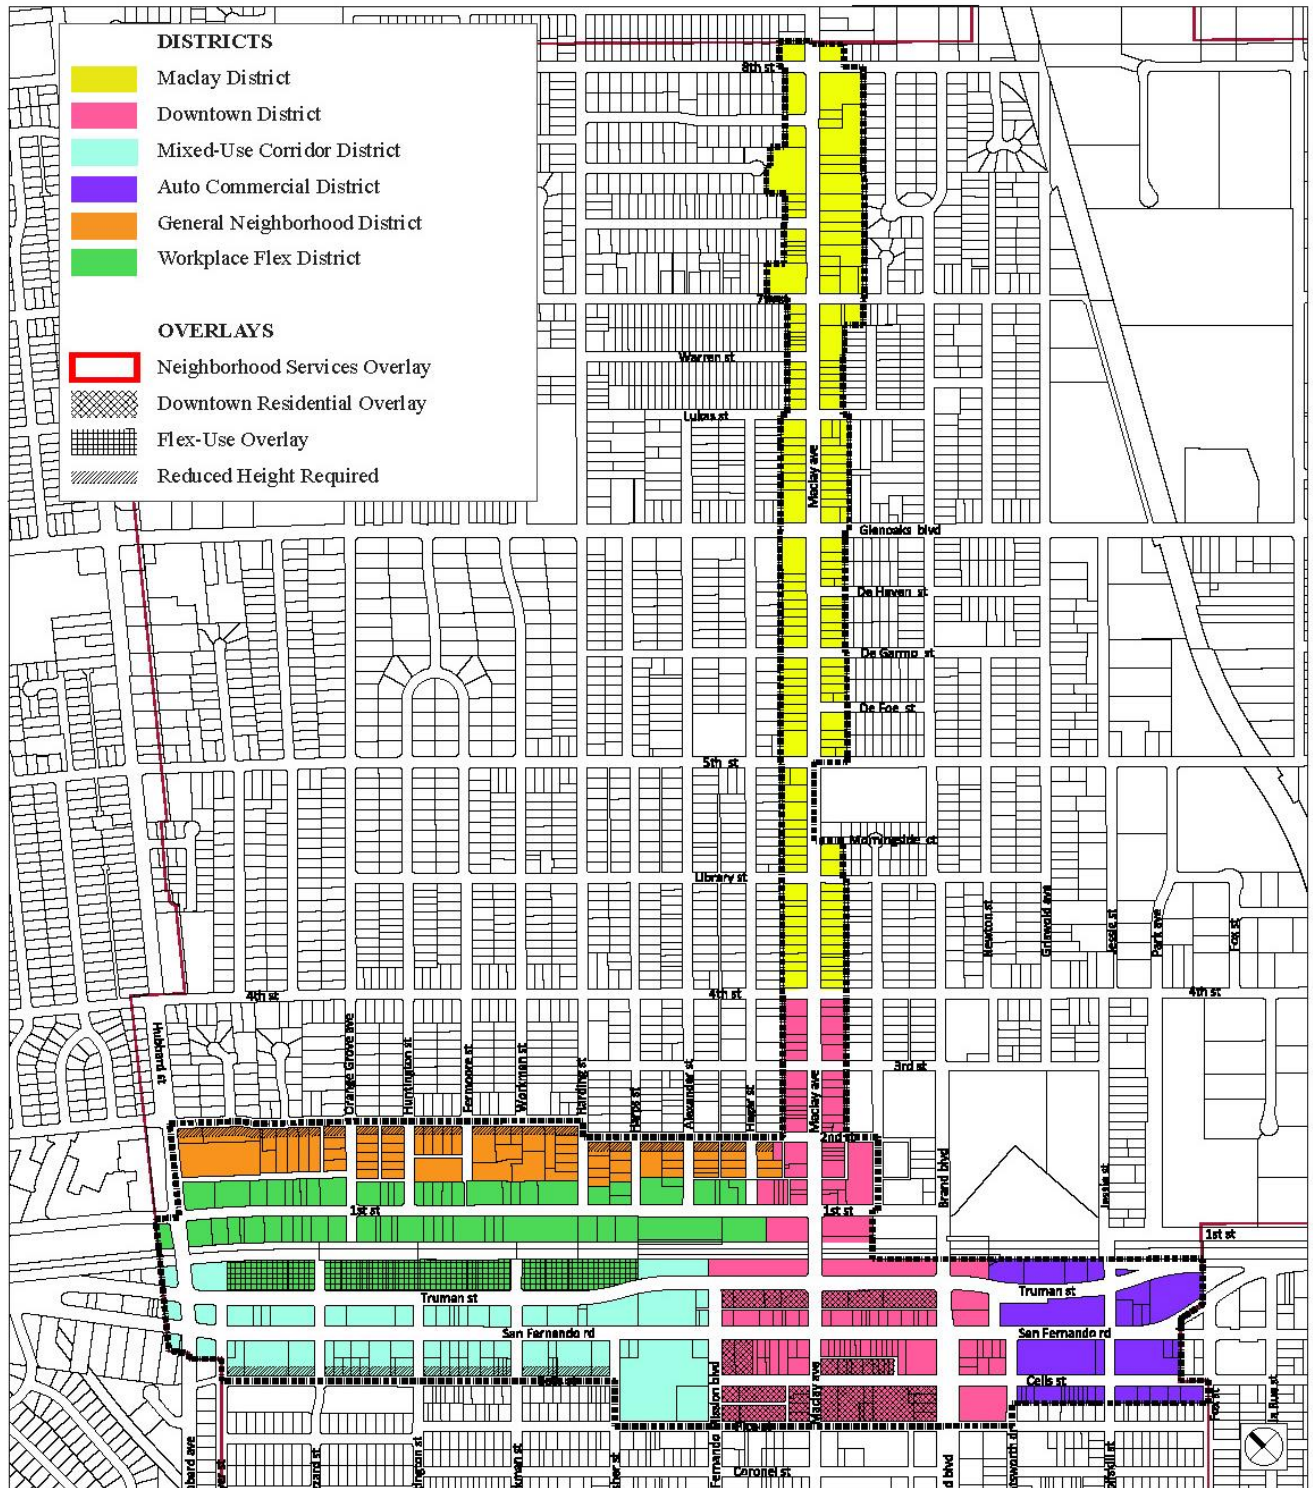 DISTRICTS
Maclay District
Downtown District
Mixed-Use Corridor District
Auto Commercial District
General Neighborhood District
Workplace Flex District
OVERLAYS
Neighborhood Services Overlay
Downtown Residential Overlay
Flex-Use Overlay
Reduced Height Required
8th st
Warren st
Lukas st
Maclay ave
Glenoaks blvd
De Haven st
De Garmo st
De Foe st
5th st
Morningside ct
Library st
Newton st
Griswold ave
Jessie st
Park ave
Fox st
4th st
4th st
4th st
Hubbard st
Orange Grove ave
Huntington st
Fermoore st
Workman st
Harding st
Harps st
Alexander st
Hagar st
Maclay ave
3rd st
2nd st
Brand blvd
Jessie st
1st st
1st st
1st st
Truman st
Truman st
San Fernando rd
San Fernando rd
Celis st
Maclay ave
Fox st
la Rue st
Coronel st